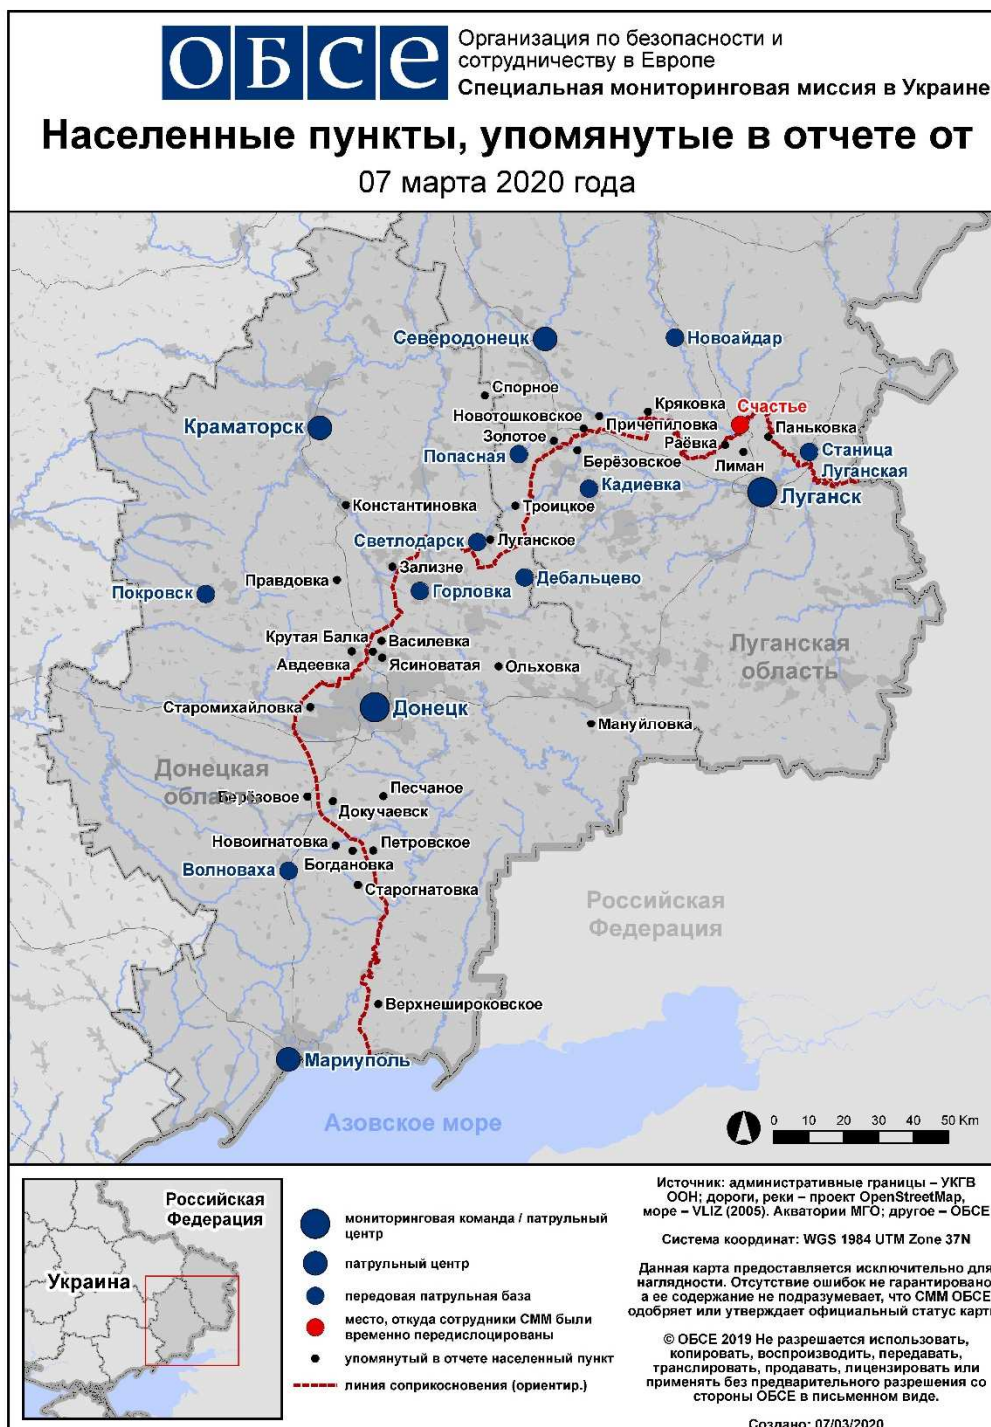 ОБСЕ
Организация по безопасности и
сотрудничеству в Европе
Специальная мониторинговая миссия в Украине
Населенные пункты, упомянутые в отчете от
07 марта 2020 года
Северодонецк
Новоайдар
Спорное
Кряковка
Счастье
Новотошковское
Причепиловка
Паньковка
Краматорск
Золотое
Раёвка
Станица
Луганская
Попасная
Берёзовское
Лиман
Кадиевка
Луганск
Константиновка
Троицкое
Светлодарск
Луганское
Зализне
Правдовка
Дебальцево
Покровск
Горловка
Крутая Балка
Василевка
Луганская
область
Авдеевка
Ясиноватая
Ольховка
Старомихайловка
Донецк
Мануйловка
Донецкая
область
Берёзовое
Песчаное
Докучаевск
Новоигнатовка
Петровское
Богдановка
Волноваха
Старогнатовка
Российская
Федерация
Верхнешироковское
Мариуполь
Азовское море
0 10 20 30 40 50 Km
Российская
Федерация
Украина
мониторинговая команда / патрульный
центр
патрульный центр
передовая патрульная база
место, откуда сотрудники СММ были
временно передислоцированы
упомянутый в отчете населенный пункт
линия соприкосновения (ориентир.)
Источник: административные границы – УКГВ
ООН; дороги, реки – проект OpenStreetMap,
море – VLIZ (2005). Акватории МГО; другое – ОБСЕ
Система координат: WGS 1984 UTM Zone 37N
Данная карта предоставляется исключительно для
наглядности. Отсутствие ошибок не гарантировано
а ее содержание не подразумевает, что СММ ОБСЕ
одобряет или утверждает официальный статус карт
© ОБСЕ 2019 Не разрешается использовать,
копировать, воспроизводить, передавать,
транслировать, продавать, лицензировать или
применять без предварительного разрешения со
стороны ОБСЕ в письменном виде.
Создано: 07/03/2020